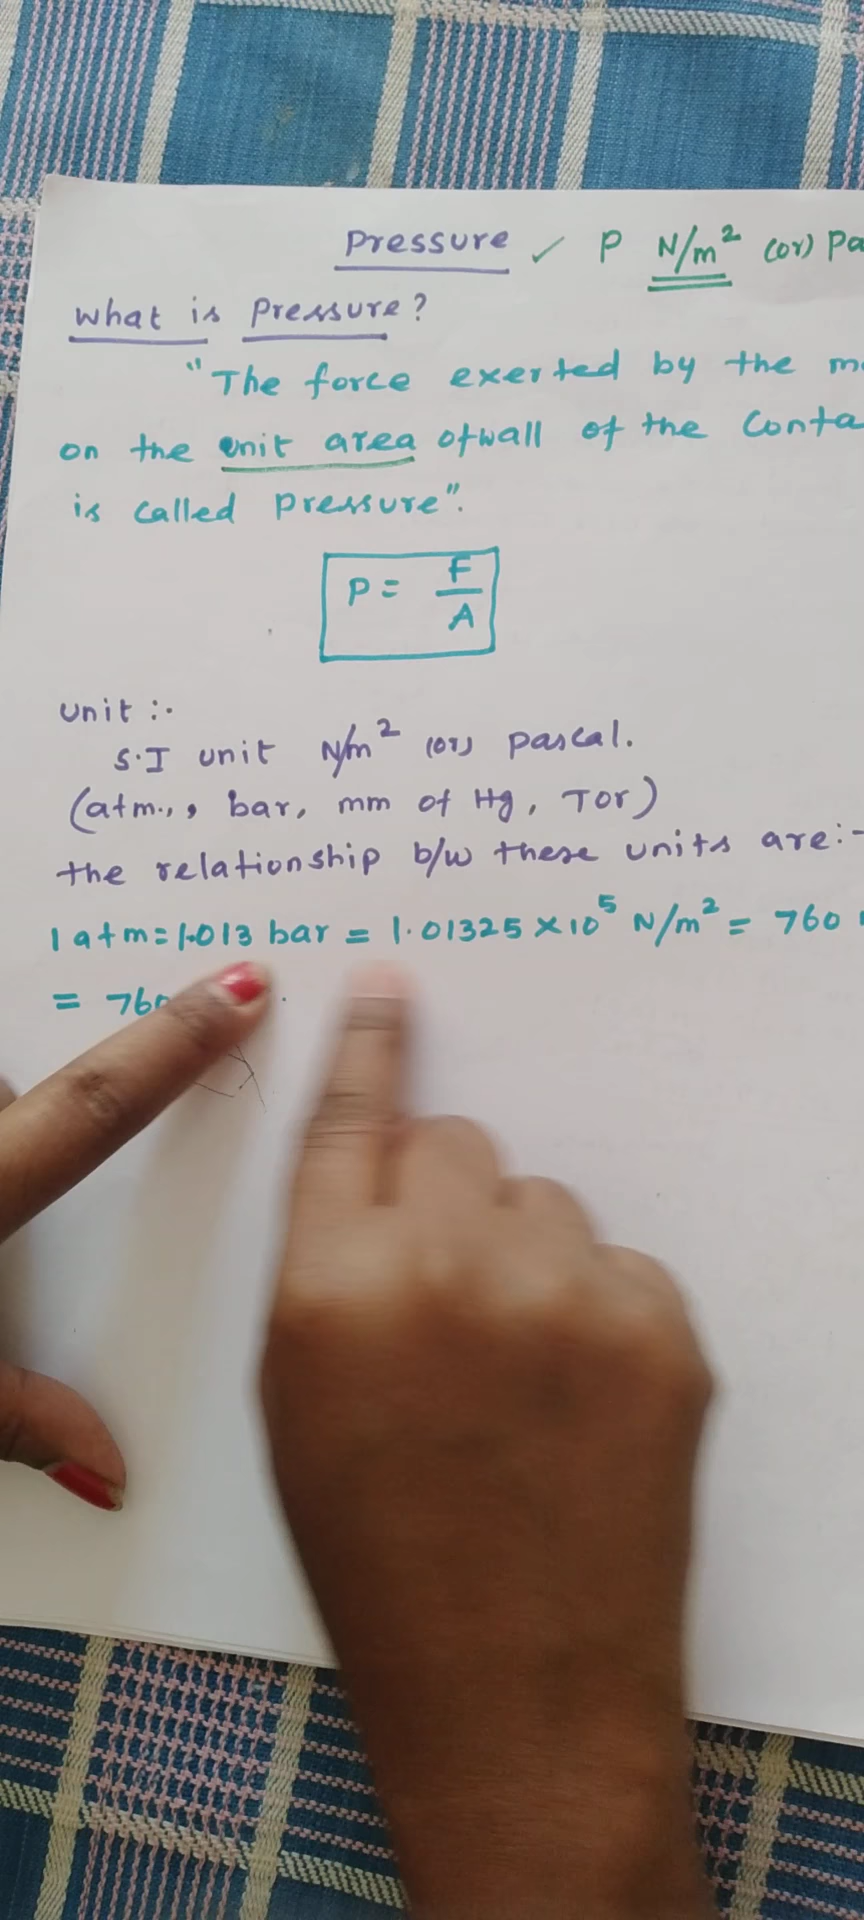 Pressure ✓ P N/m² (or) Pa
What is Pressure?
"The force exerted by the
on the unit area of wall of the
is called pressure".
P = F/A
Unit :-
S.I unit N/m² (or) pascal.
(atm., bar, mm of Hg, Tor)
the relationship b/w these units are:-
1 atm = 1.013 bar = 1.01325 × 10⁵ N/m² = 760
= 760